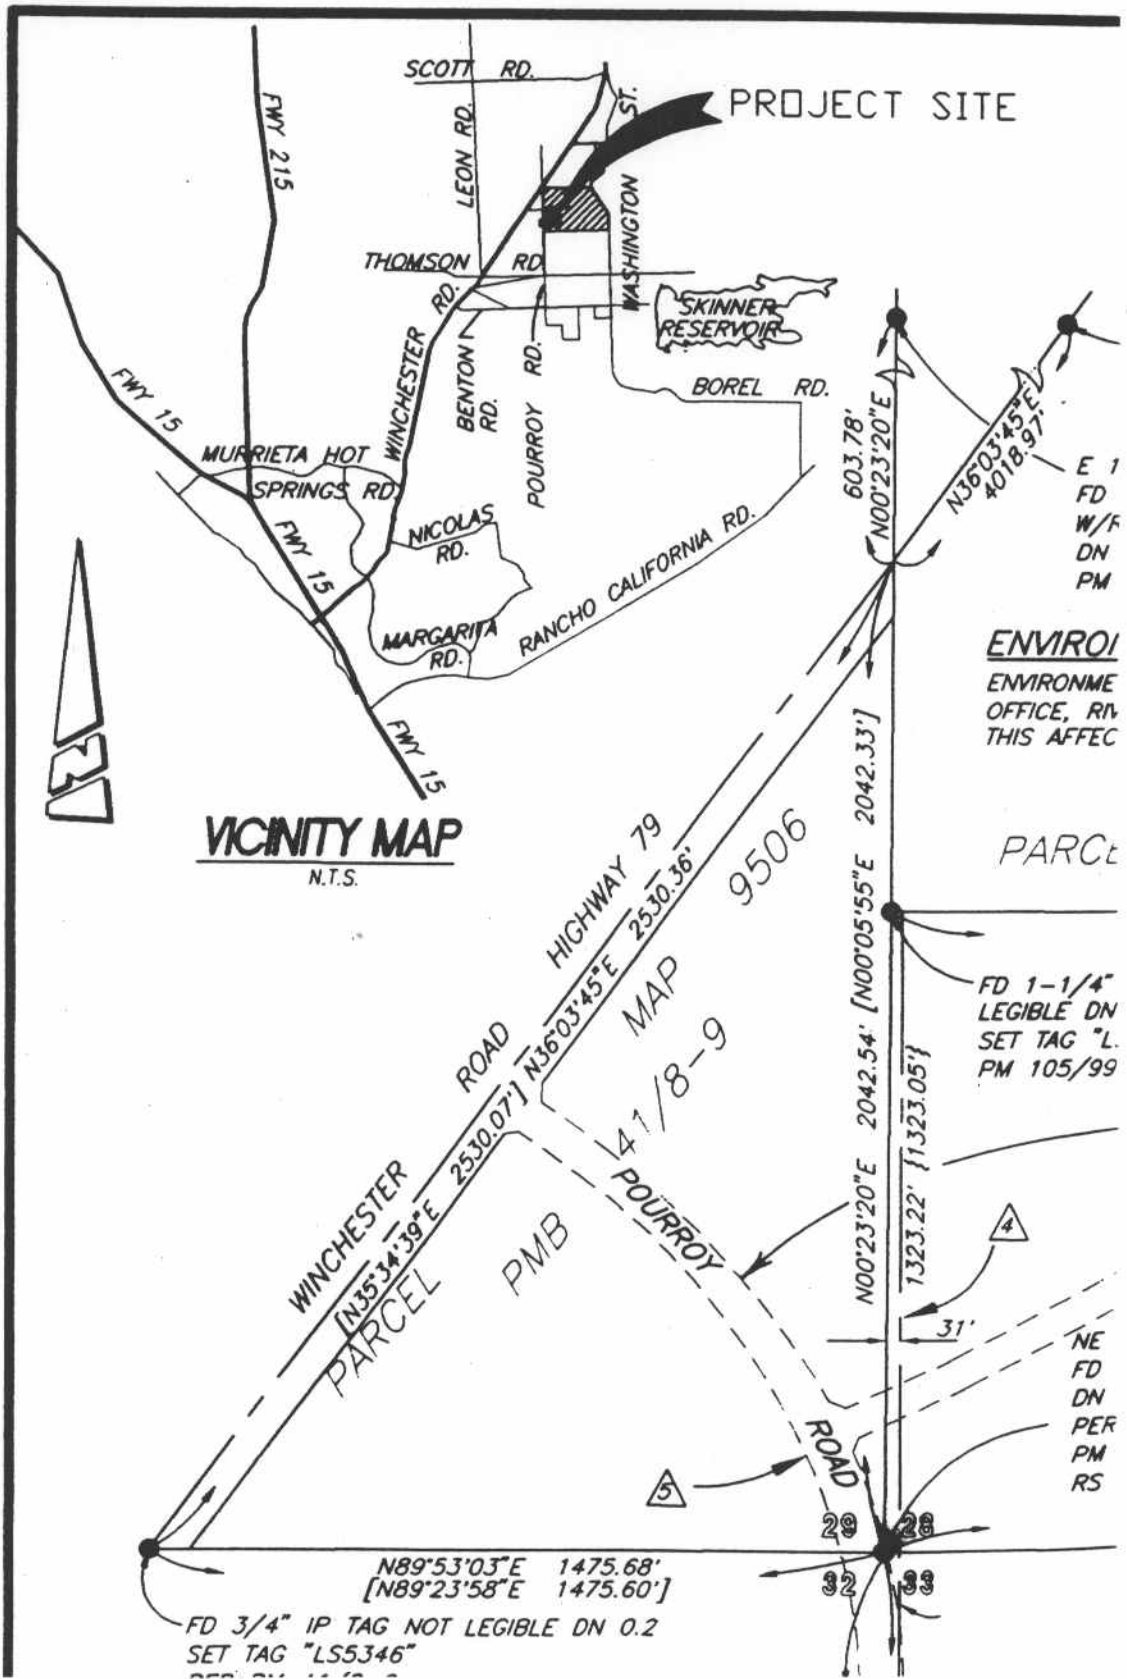 SCOTT RD.
PROJECT SITE
ST.
FWY 215
LEON RD.
WASHINGTON
THOMSON RD
SKINNER
RESERVOIR
WINCHESTER RD.
BENTON
RD.
POURROY RD.
BOREL RD.
FWY 15
MURRIETA HOT
SPRINGS RD
NICOLAS
RD.
FWY 15
RANCHO CALIFORNIA RD.
MARGARITA
RD.
FWY 15
N
VICINITY MAP
N.T.S.
603.78'
N00°23'20"E
N36°03'45"E
4018.97'
E 1
FD
W/
DN
PM
ENVIRO
ENVIRONME
OFFICE, RIV
THIS AFFEC
PARCE
HIGHWAY 79
N36°03'45"E 2530.36'
MAP 9506
N00°23'20"E 2042.54' [N00°05'55"E 2042.33']
FD 1-1/4"
LEGIBLE DN
SET TAG "L.
PM 105/99
WINCHESTER ROAD
[N35°34'39"E 2530.07']
41/8-9
PARCEL
PMB
POURROY
ROAD
1323.22' {1323.05'}
4
31'
NE
FD
DN
PER
PM
RS
5
29 28
32 33
N89°53'03"E 1475.68'
[N89°23'58"E 1475.60']
FD 3/4" IP TAG NOT LEGIBLE DN 0.2
SET TAG "LS5346"